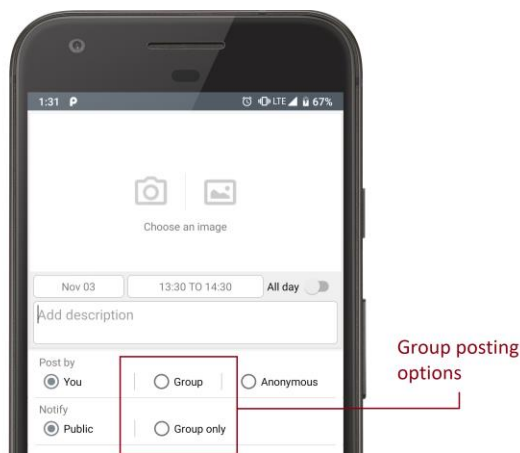 1:31 P LTE 67%
Choose an image
Nov 03 13:30 TO 14:30 All day
Add description
Post by
You Group Anonymous
Notify
Public Group only
Group posting
options